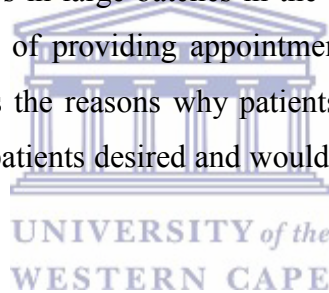 s in large batches in the
of providing appointmen
s the reasons why patients
patients desired and would
UNIVERSITY of the
WESTERN CAPE